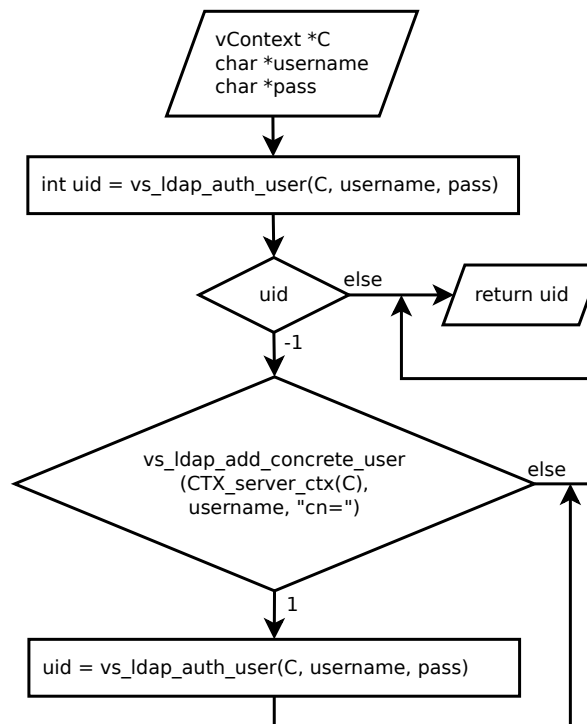 vContext *C
char *username
char *pass
int uid = vs_ldap_auth_user(C, username, pass)
uid
else
return uid
-1
vs_ldap_add_concrete_user
(CTX_server_ctx(C),
username, "cn=")
else
1
uid = vs_ldap_auth_user(C, username, pass)